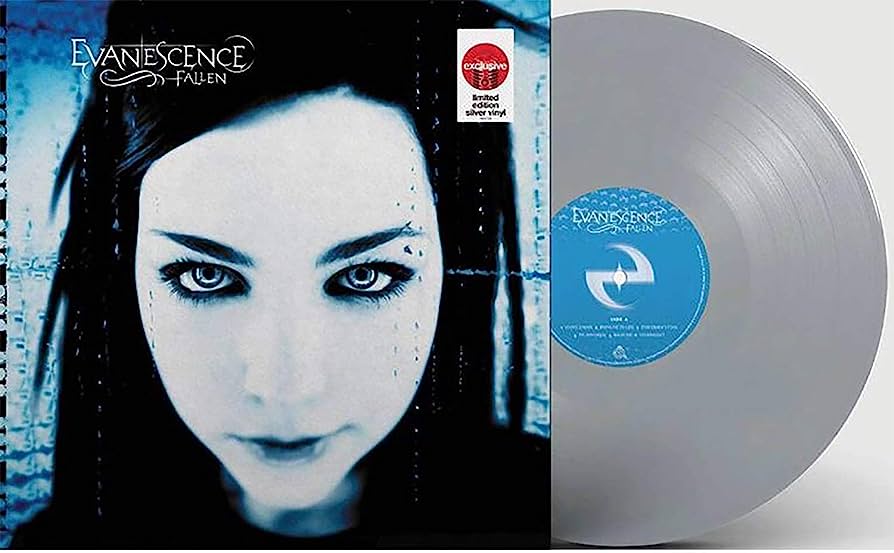 EVANESCENCE
FALLEN
exclusive
limited
edition
silver vinyl
EVANESCENCE
FALLEN
SIDE A